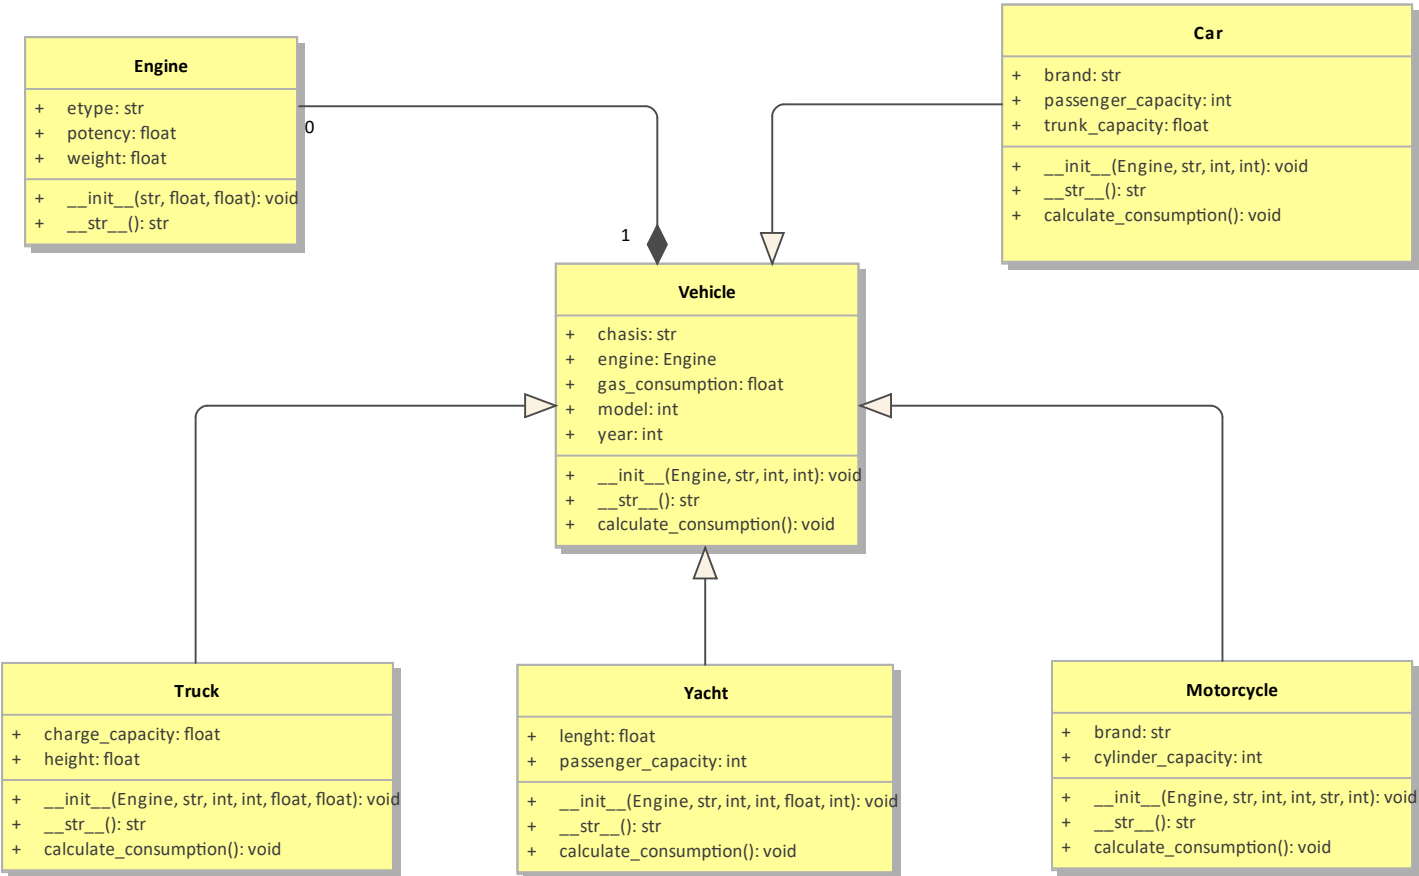 Engine
+ etype: str
+ potency: float
+ weight: float
+ __init__(str, float, float): void
+ __str__(): str
0
1
Car
+ brand: str
+ passenger_capacity: int
+ trunk_capacity: float
+ __init__(Engine, str, int, int): void
+ __str__(): str
+ calculate_consumption(): void
Vehicle
+ chasis: str
+ engine: Engine
+ gas_consumption: float
+ model: int
+ year: int
+ __init__(Engine, str, int, int): void
+ __str__(): str
+ calculate_consumption(): void
Truck
+ charge_capacity: float
+ height: float
+ __init__(Engine, str, int, int, float, float): void
+ __str__(): str
+ calculate_consumption(): void
Yacht
+ lenght: float
+ passenger_capacity: int
+ __init__(Engine, str, int, int, float, int): void
+ __str__(): str
+ calculate_consumption(): void
Motorcycle
+ brand: str
+ cylinder_capacity: int
+ __init__(Engine, str, int, int, str, int): void
+ __str__(): str
+ calculate_consumption(): void